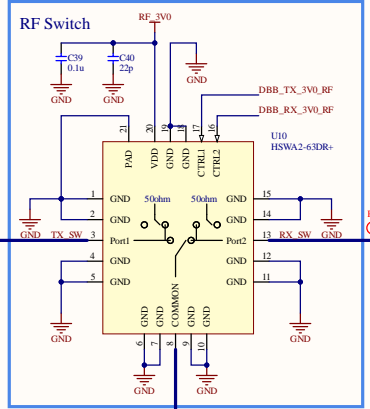 RF Switch
RF_3V0
C39
0.1u
C40
22p
GND
GND
GND
DBB_TX_3V0_RF
DBB_RX_3V0_RF
U10
HSWA2-63DR+
21
20
19
18
17
16
PAD
VDD
GND
GND
CTRL1
CTRL2
1
GND
50ohm
50ohm
GND
15
2
GND
GND
14
GND
TX_SW
3
Port1
Port2
13
RX_SW
GND
4
GND
GND
12
5
GND
GND
11
GND
GND
COMMON
GND
GND
6
7
8
9
10
GND
GND
GND
GND